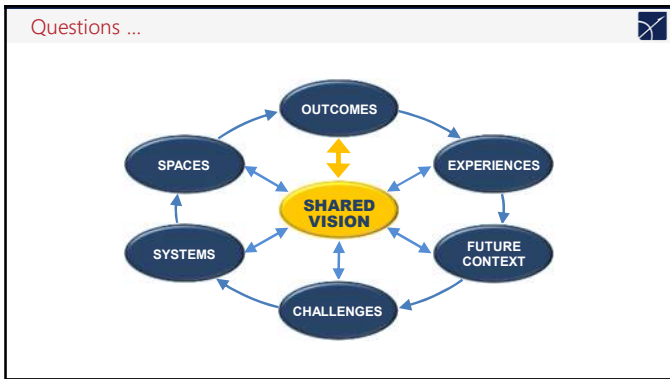 Questions ...
OUTCOMES
SPACES
EXPERIENCES
SHARED
VISION
SYSTEMS
FUTURE
CONTEXT
CHALLENGES